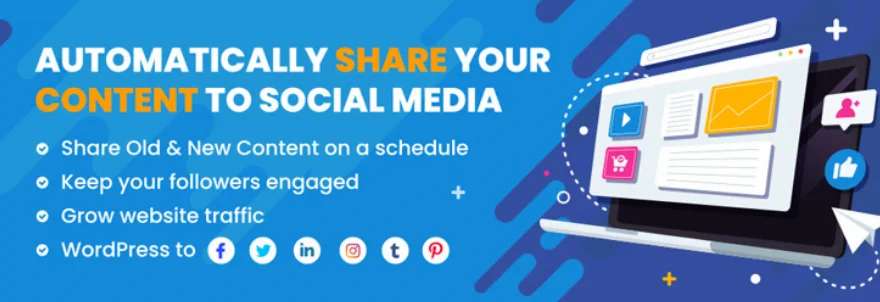 AUTOMATICALLY SHARE YOUR
CONTENT TO SOCIAL MEDIA
Share Old & New Content on a schedule
Keep your followers engaged
Grow website traffic
WordPress to